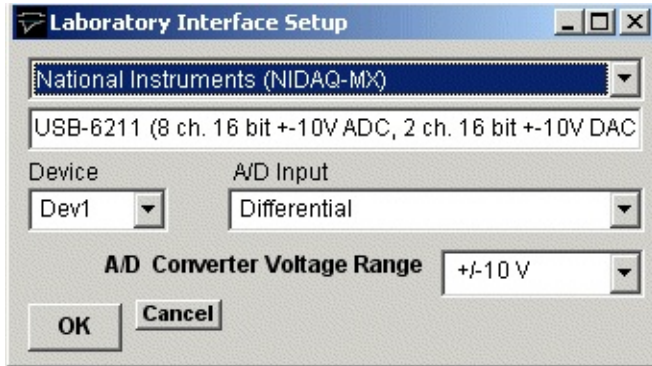 Laboratory Interface Setup
National Instruments (NIDAQ-MX)
USB-6211 (8 ch. 16 bit +-10V ADC, 2 ch. 16 bit +-10V DAC
Device A/D Input
Dev1 Differential
A/D Converter Voltage Range +/-10 V
OK Cancel